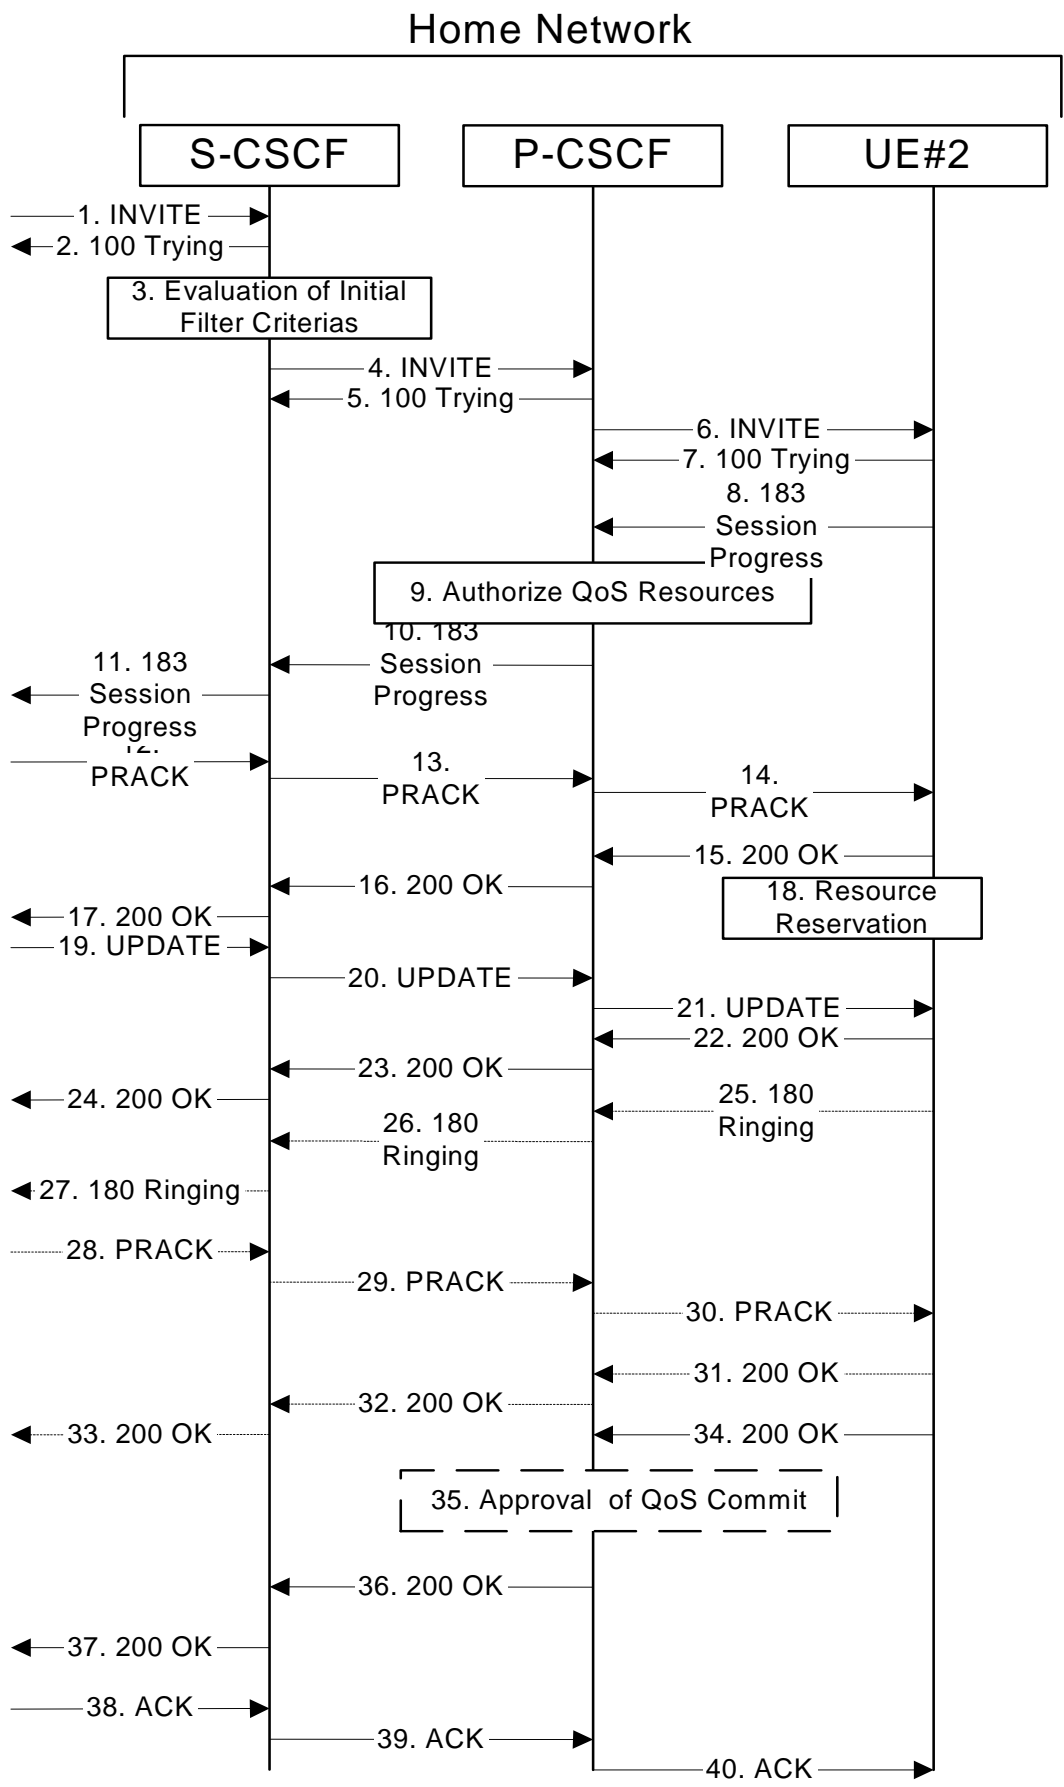 Home Network
S-CSCF
P-CSCF
UE#2
1. INVITE
2. 100 Trying
3. Evaluation of Initial
Filter Criterias
4. INVITE
5. 100 Trying
6. INVITE
7. 100 Trying
8. 183
Session
Progress
9. Authorize QoS Resources
10. 183
Session
Progress
11. 183
Session
Progress
12.
PRACK
13.
PRACK
14.
PRACK
15. 200 OK
16. 200 OK
17. 200 OK
18. Resource
Reservation
19. UPDATE
20. UPDATE
21. UPDATE
22. 200 OK
23. 200 OK
24. 200 OK
25. 180
Ringing
26. 180
Ringing
27. 180 Ringing
28. PRACK
29. PRACK
30. PRACK
31. 200 OK
32. 200 OK
33. 200 OK
34. 200 OK
35. Approval of QoS Commit
36. 200 OK
37. 200 OK
38. ACK
39. ACK
40. ACK